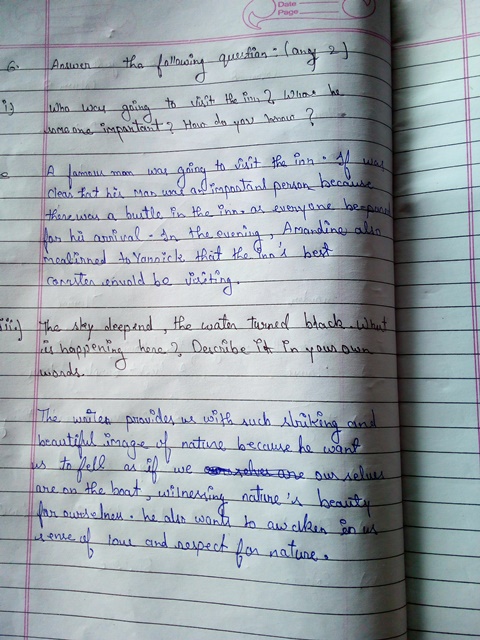 Date
Page
6. Answer the following question:- (any 2)
i) Who was going to visit the inn? Was he
someone important? How do you know?
A famous man was going to visit the inn. If was
clear that his man was an important person because
there was a bustle in the inn. as everyone
for his arrival. In the evening, Amandine also
to Yannick that the inn's best
would be visiting.
iii.) The sky deepend, the water turned black. What
is happening here? Describe it in your own
words.
The writer provides us with such striking and
beautiful image of nature because he want
us to fell as if we our selves
are on the boat, witnessing nature's beauty
for ourselves. he also wants to awaken in us
sense of love and respect for nature.